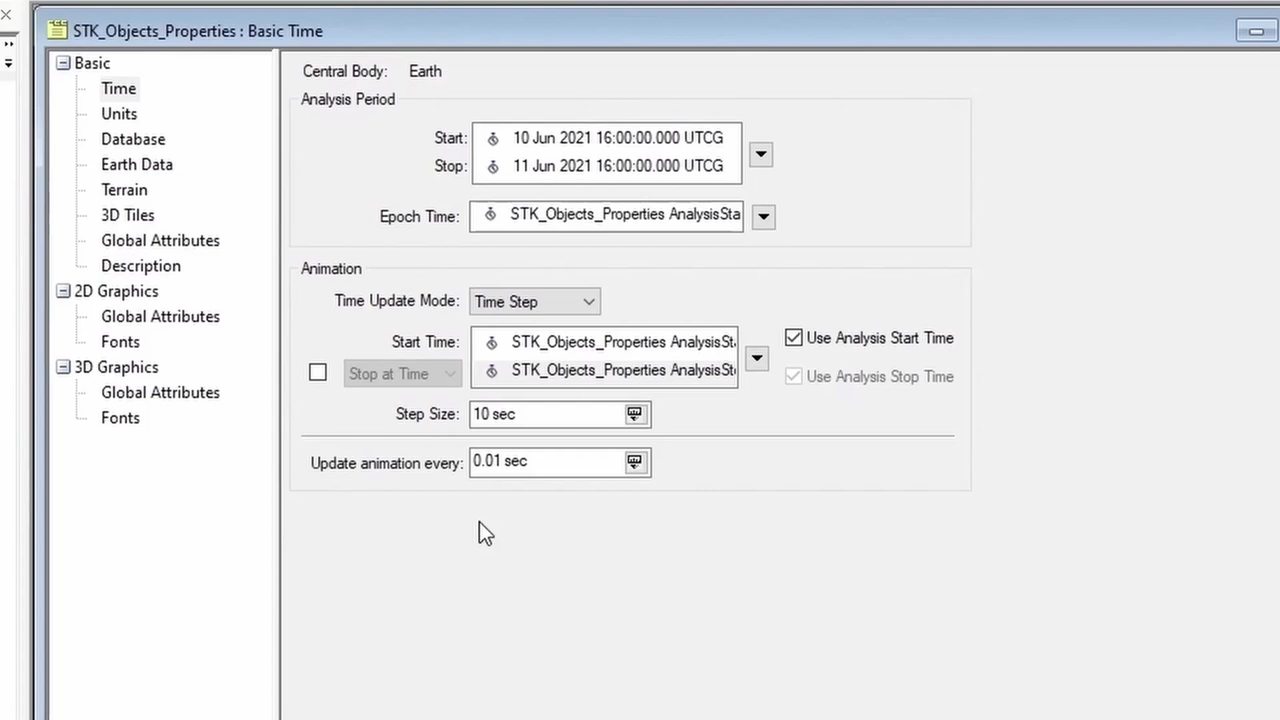 STK_Objects_Properties : Basic Time
Basic
Time
Units
Database
Earth Data
Terrain
3D Tiles
Global Attributes
Description
2D Graphics
Global Attributes
Fonts
3D Graphics
Global Attributes
Fonts
Central Body: Earth
Analysis Period
Start: 10 Jun 2021 16:00:00.000 UTCG
Stop: 11 Jun 2021 16:00:00.000 UTCG
Epoch Time: STK_Objects_Properties AnalysisSta
Animation
Time Update Mode: Time Step
Start Time: STK_Objects_Properties AnalysisSt
Use Analysis Start Time
Stop at Time STK_Objects_Properties AnalysisSt
Use Analysis Stop Time
Step Size: 10 sec
Update animation every: 0.01 sec